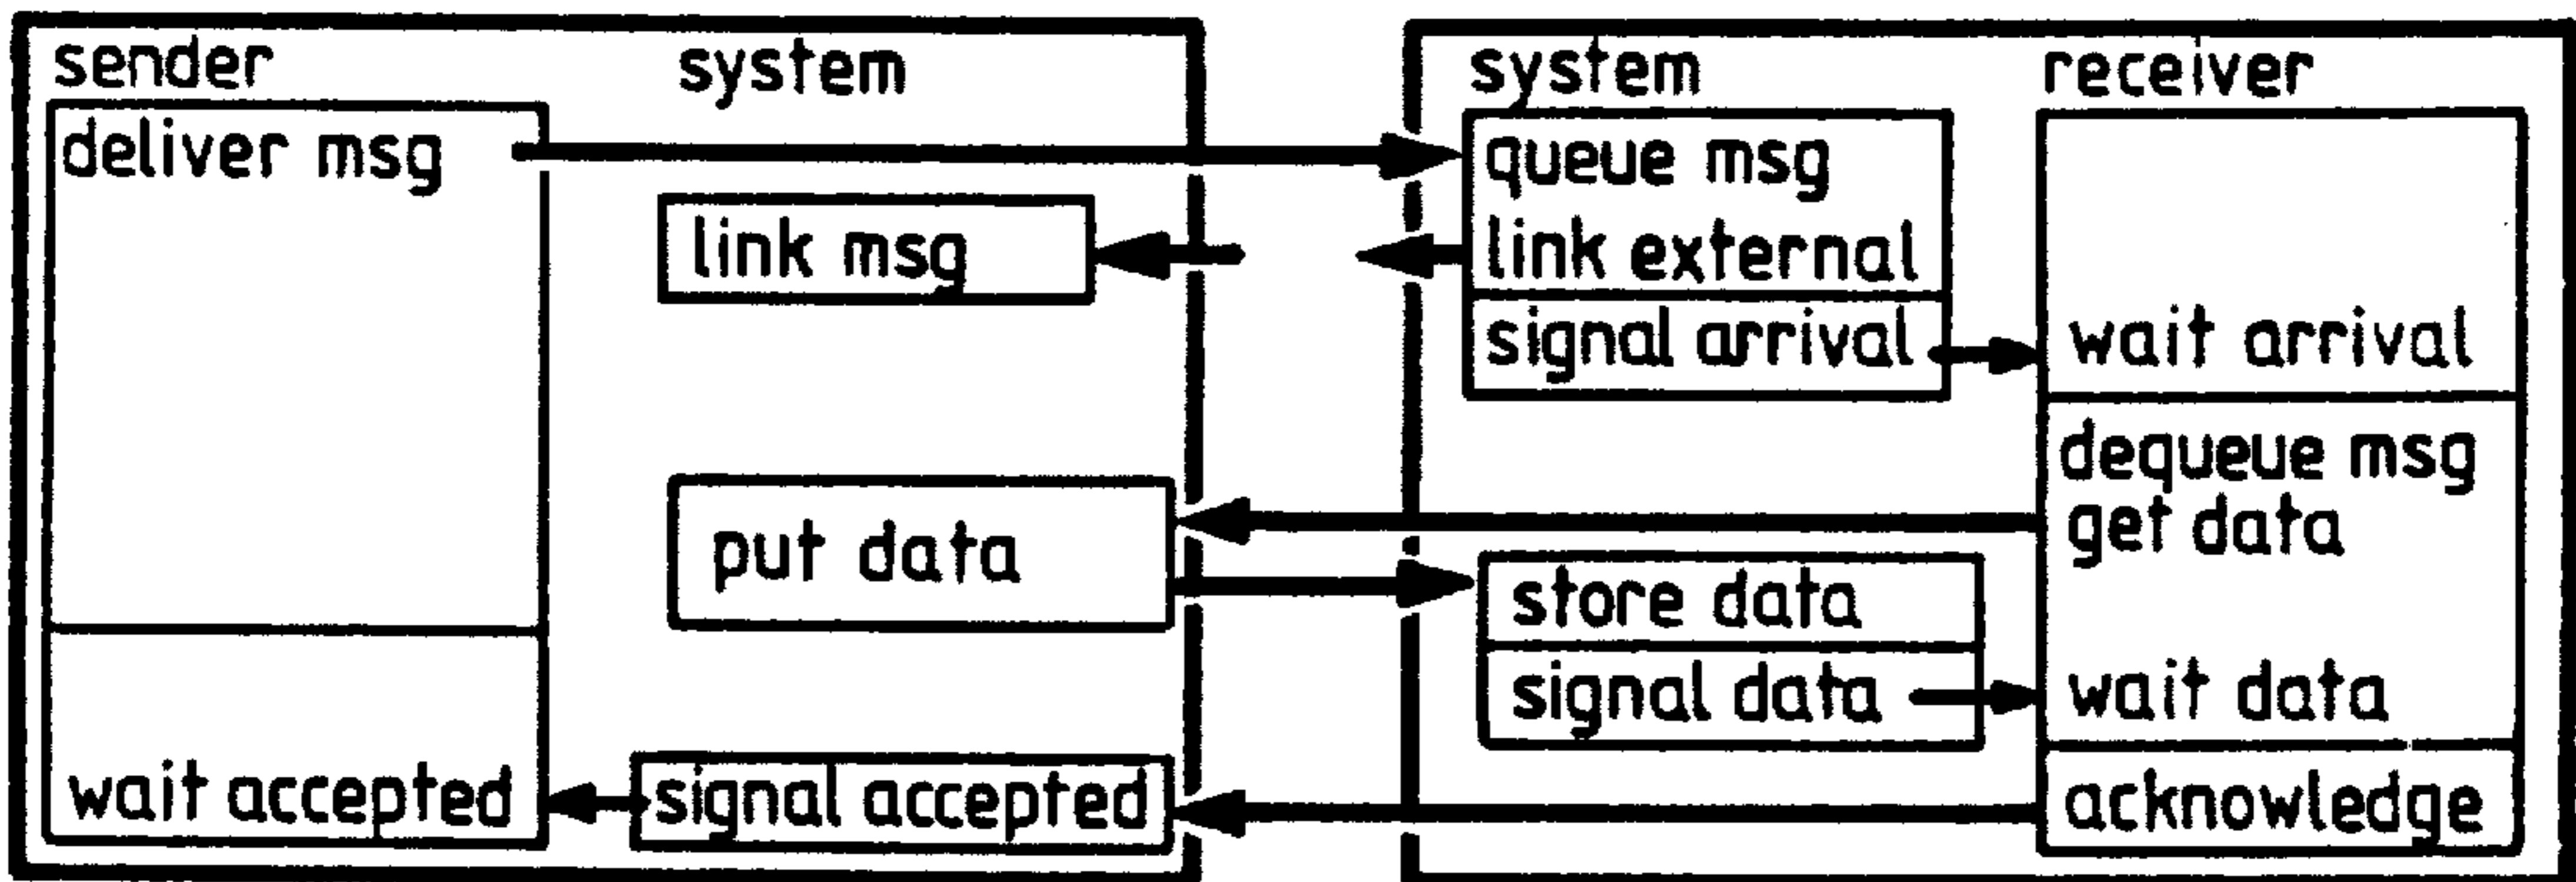 sender
system
system
receiver
deliver msg
queue msg
link msg
link external
signal arrival
wait arrival
dequeue msg
get data
put data
store data
signal data
wait data
wait accepted
signal accepted
acknowledge